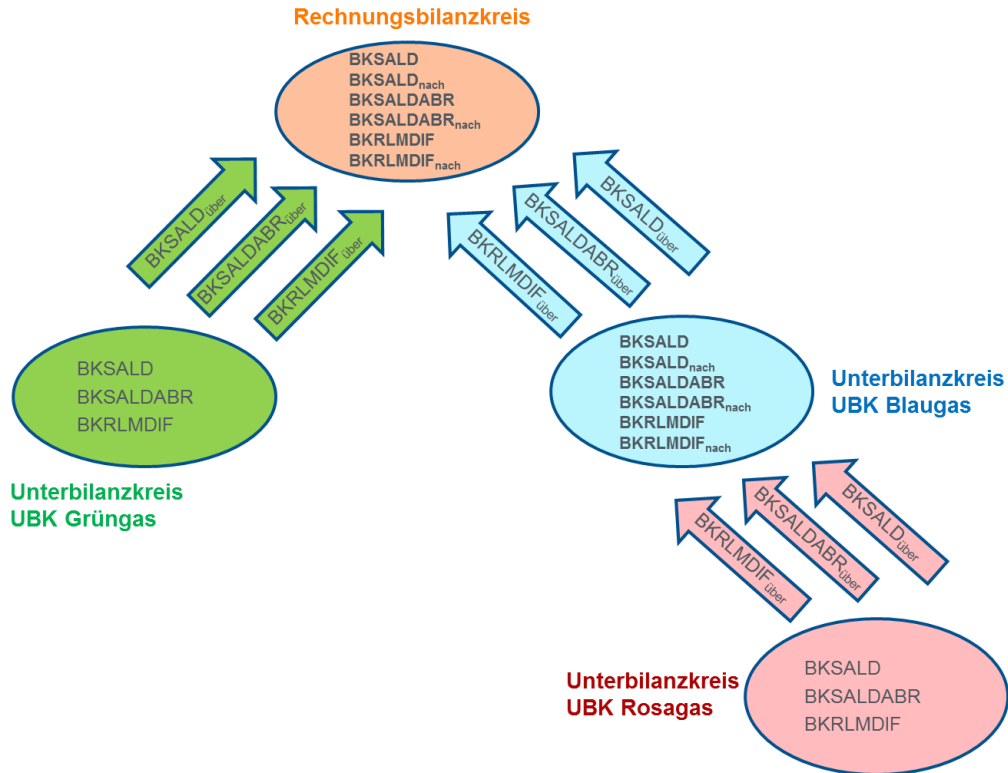 Rechnungsbilanzkreis
BKSALD
BKSALDnach
BKSALDABR
BKSALDABRnach
BKRLMDIF
BKRLMDIFnach
BKSALDüber
BKSALDABRüber
BKRLMDIFüber
BKRLMDIFüber
BKSALDABRüber
BKSALDüber
BKSALD
BKSALDABR
BKRLMDIF
Unterbilanzkreis
UBK Grüngas
BKSALD
BKSALDnach
BKSALDABR
BKSALDABRnach
BKRLMDIF
BKRLMDIFnach
Unterbilanzkreis
UBK Blaugas
BKRLMDIFüber
BKSALDABRüber
BKSALDüber
Unterbilanzkreis
UBK Rosagas
BKSALD
BKSALDABR
BKRLMDIF